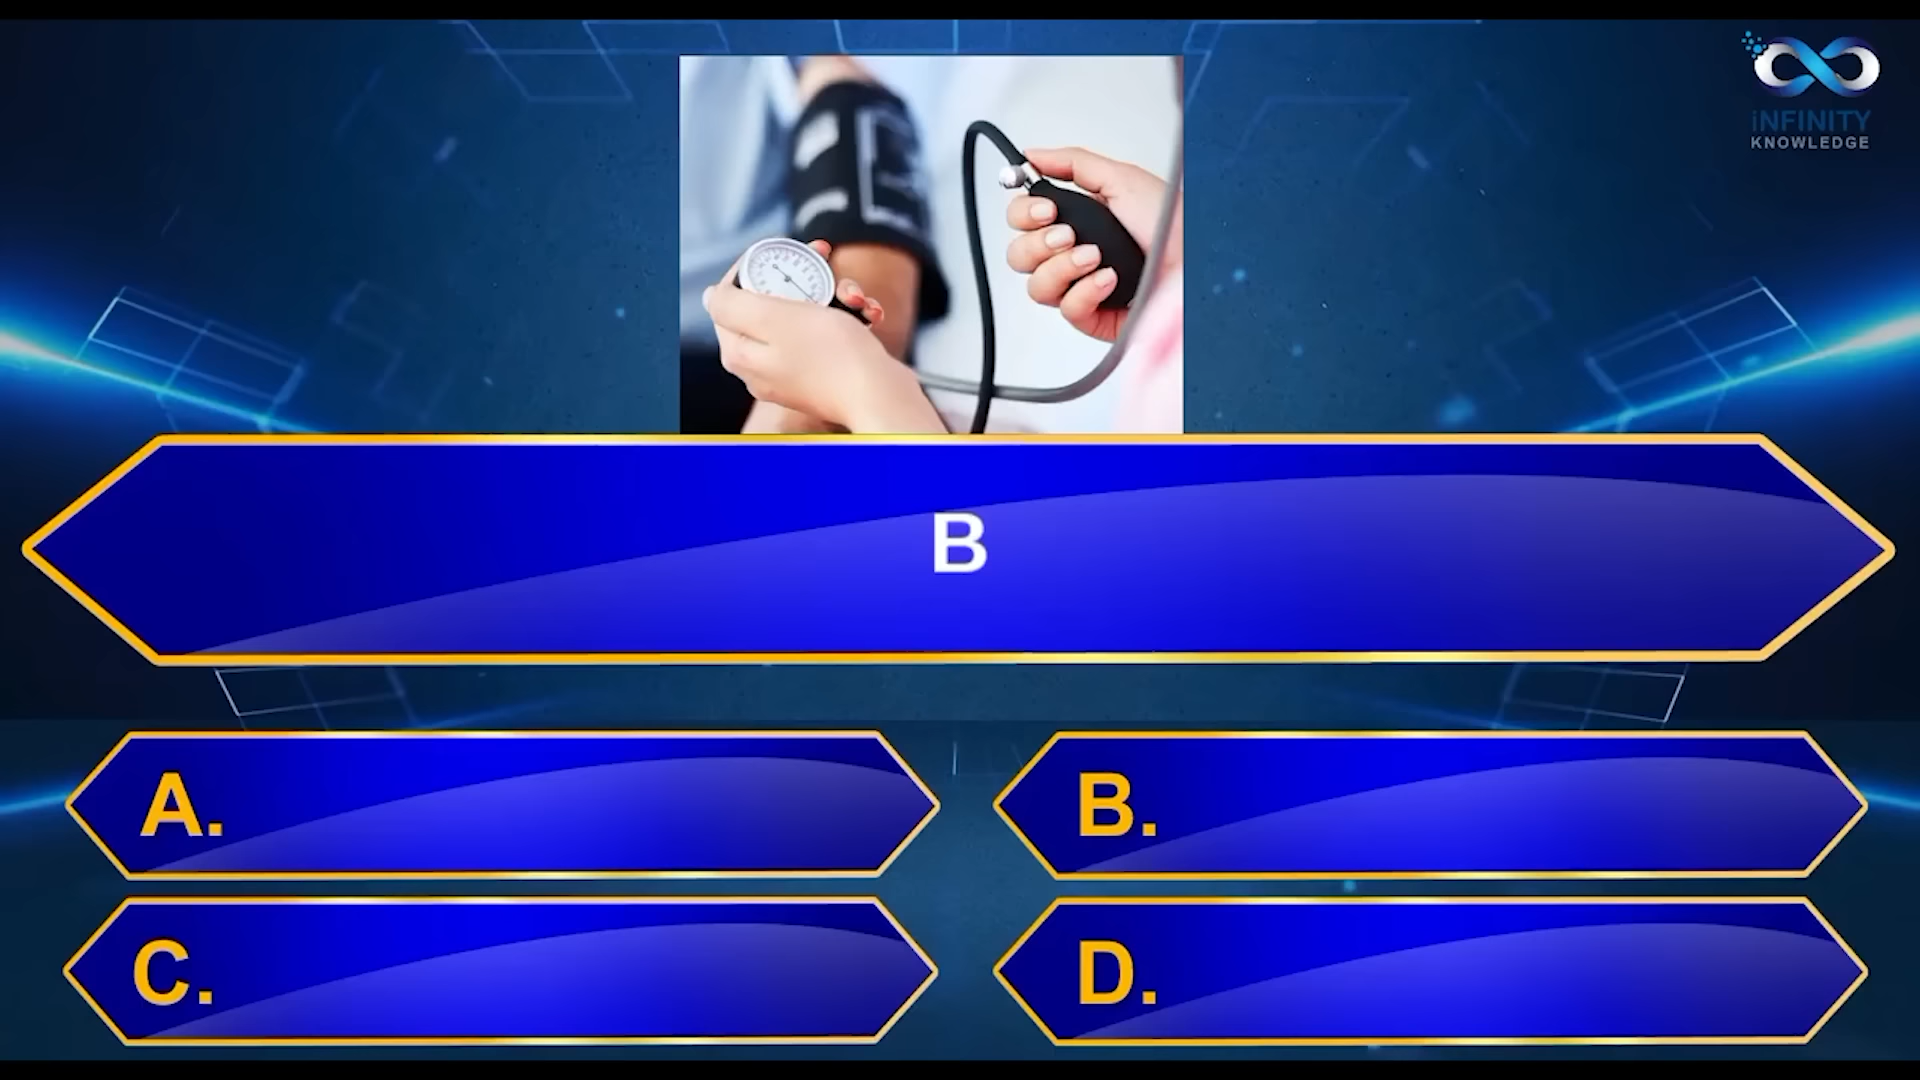 iNFINITY
KNOWLEDGE
B
A.
B.
C.
D.